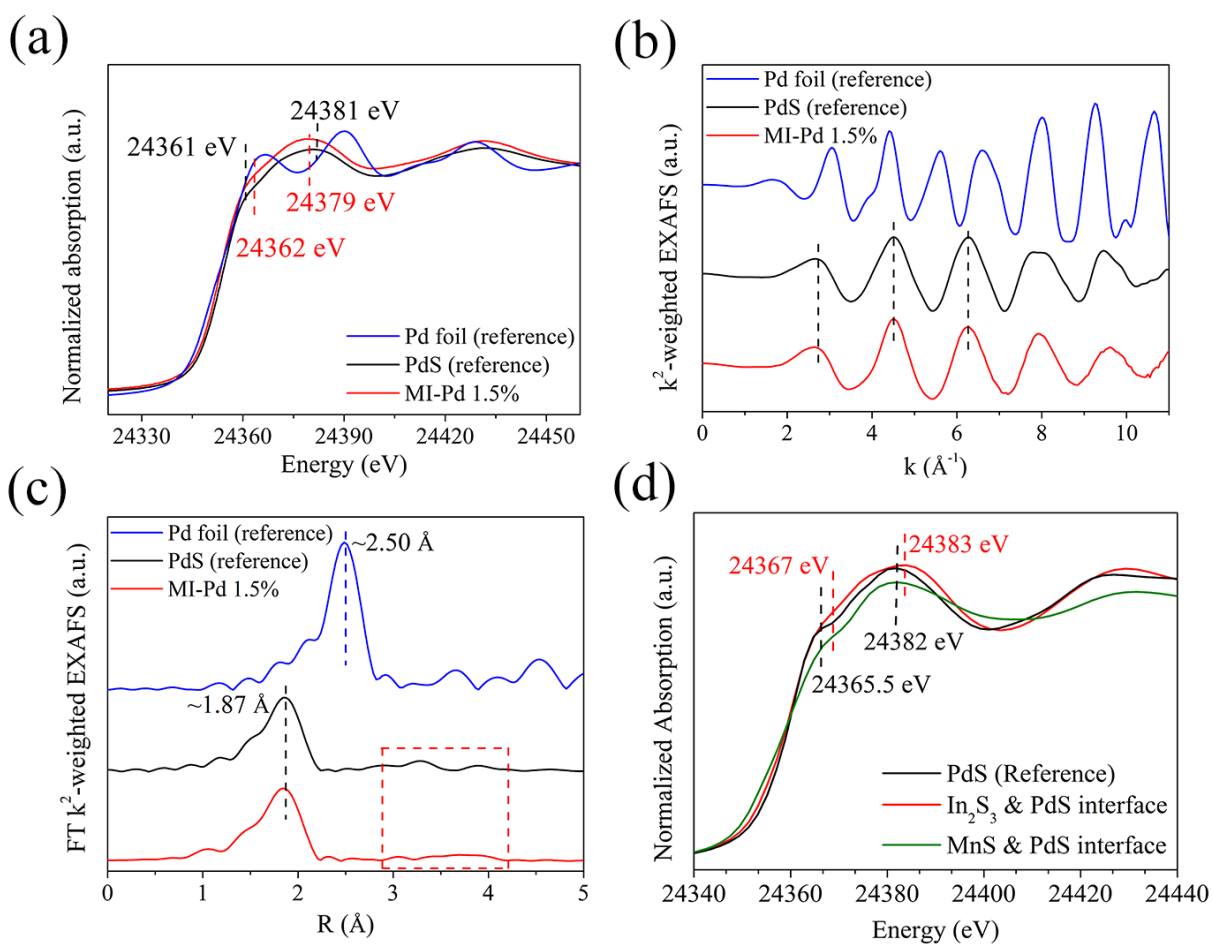 (a)
Normalized absorption (a.u.)
24381 eV
24361 eV
24379 eV
24362 eV
Pd foil (reference)
PdS (reference)
MI-Pd 1.5%
24330 24360 24390 24420 24450
Energy (eV)
(b)
k²-weighted EXAFS (a.u.)
Pd foil (reference)
PdS (reference)
MI-Pd 1.5%
0 2 4 6 8 10
k (Å⁻¹)
(c)
FT k²-weighted EXAFS (a.u.)
Pd foil (reference)
PdS (reference)
MI-Pd 1.5%
~2.50 Å
~1.87 Å
0 1 2 3 4 5
R (Å)
(d)
Normalized Absorption (a.u.)
24383 eV
24367 eV
24382 eV
24365.5 eV
PdS (Reference)
In₂S₃ & PdS interface
MnS & PdS interface
24340 24360 24380 24400 24420 24440
Energy (eV)